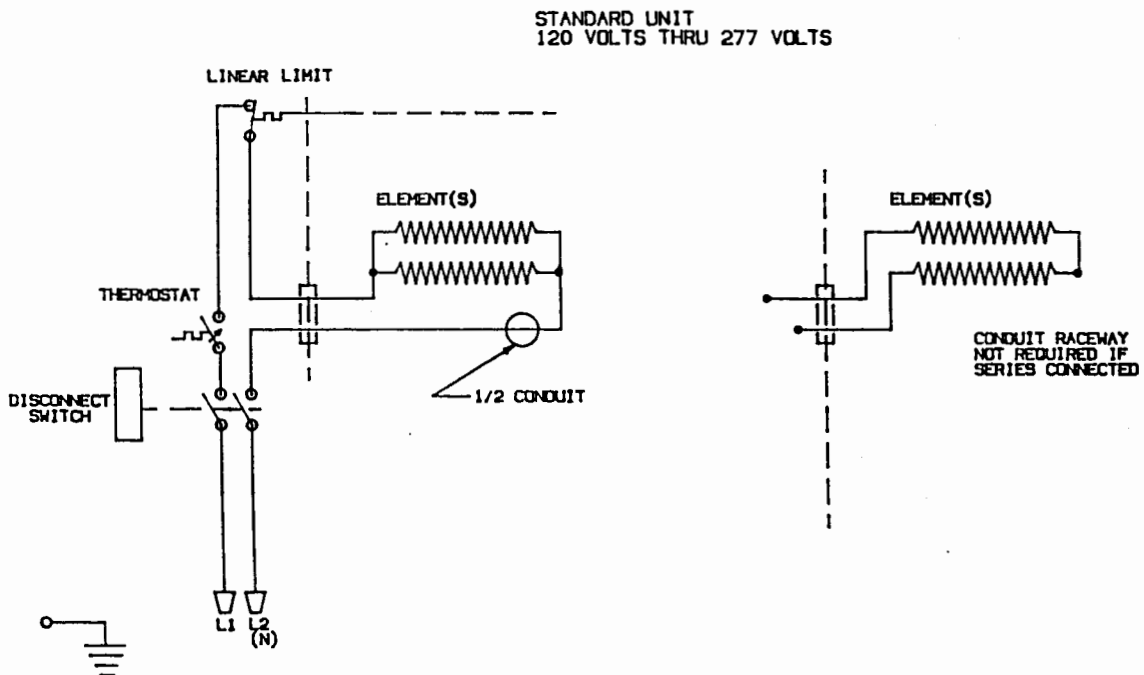 STANDARD UNIT
120 VOLTS THRU 277 VOLTS
LINEAR LIMIT
ELEMENT(S)
ELEMENT(S)
THERMOSTAT
CONDUIT RACEWAY
NOT REQUIRED IF
SERIES CONNECTED
1/2 CONDUIT
DISCONNECT
SWITCH
L1
L2
(N)